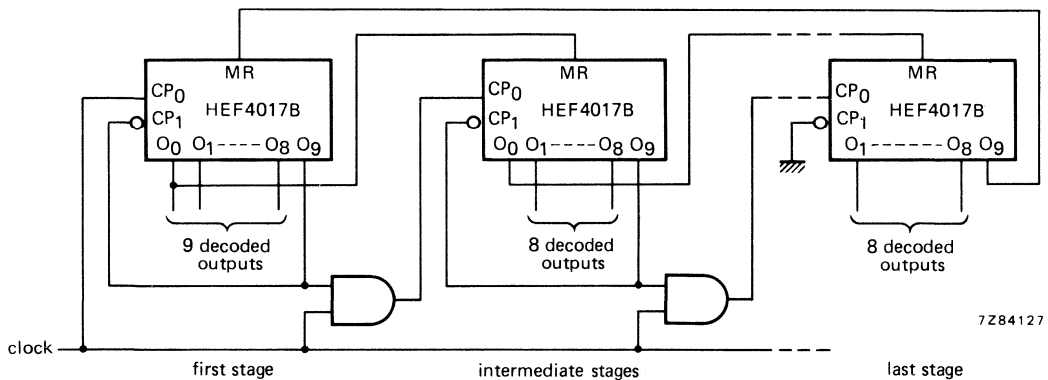 MR
CP0
HEF4017B
CP1
O0 O1 ----- O8 O9
9 decoded
outputs
MR
CP0
HEF4017B
CP1
O0 O1 ----- O8 O9
8 decoded
outputs
MR
CP0
HEF4017B
CP1
O1 -------- O8 O9
8 decoded
outputs
7Z84127
clock
first stage
intermediate stages
last stage